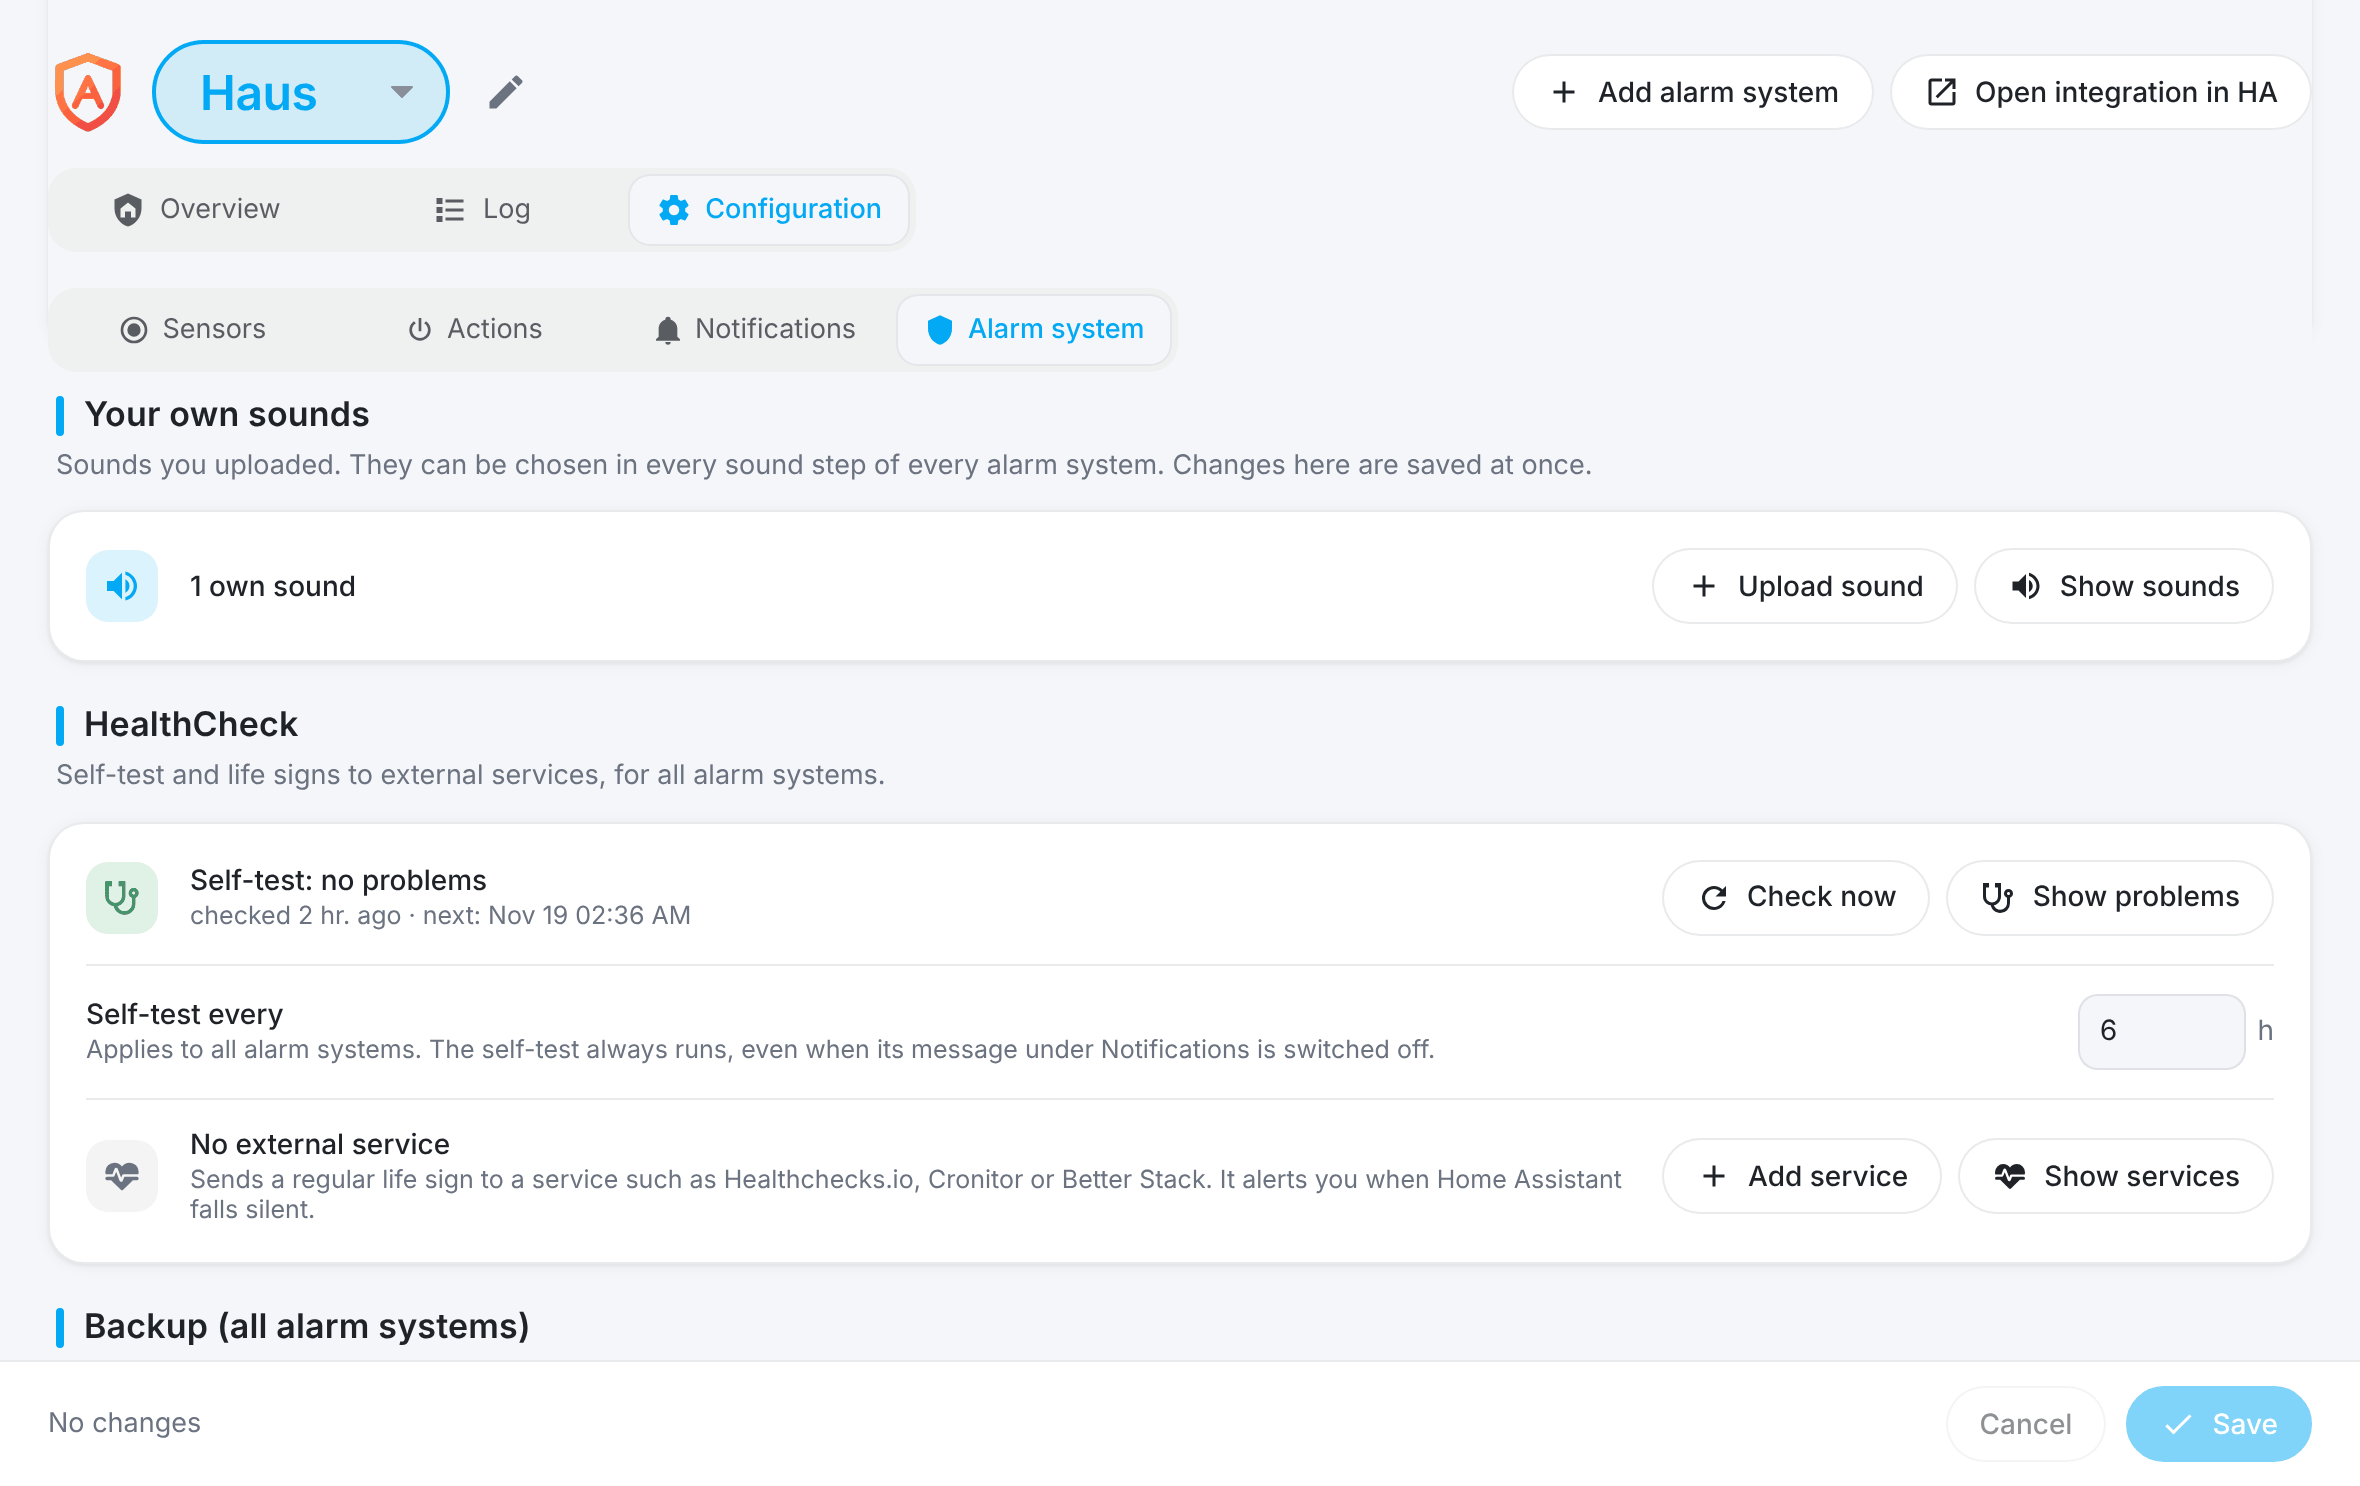 Haus
Add alarm system
Open integration in HA
Overview
Log
Configuration
Sensors
Actions
Notifications
Alarm system
Your own sounds
Sounds you uploaded. They can be chosen in every sound step of every alarm system. Changes here are saved at once.
1 own sound
Upload sound
Show sounds
HealthCheck
Self-test and life signs to external services, for all alarm systems.
Self-test: no problems
checked 2 hr. ago · next: Nov 19 02:36 AM
Check now
Show problems
Self-test every
Applies to all alarm systems. The self-test always runs, even when its message under Notifications is switched off.
6
h
No external service
Sends a regular life sign to a service such as Healthchecks.io, Cronitor or Better Stack. It alerts you when Home Assistant
falls silent.
Add service
Show services
Backup (all alarm systems)
No changes
Cancel
Save